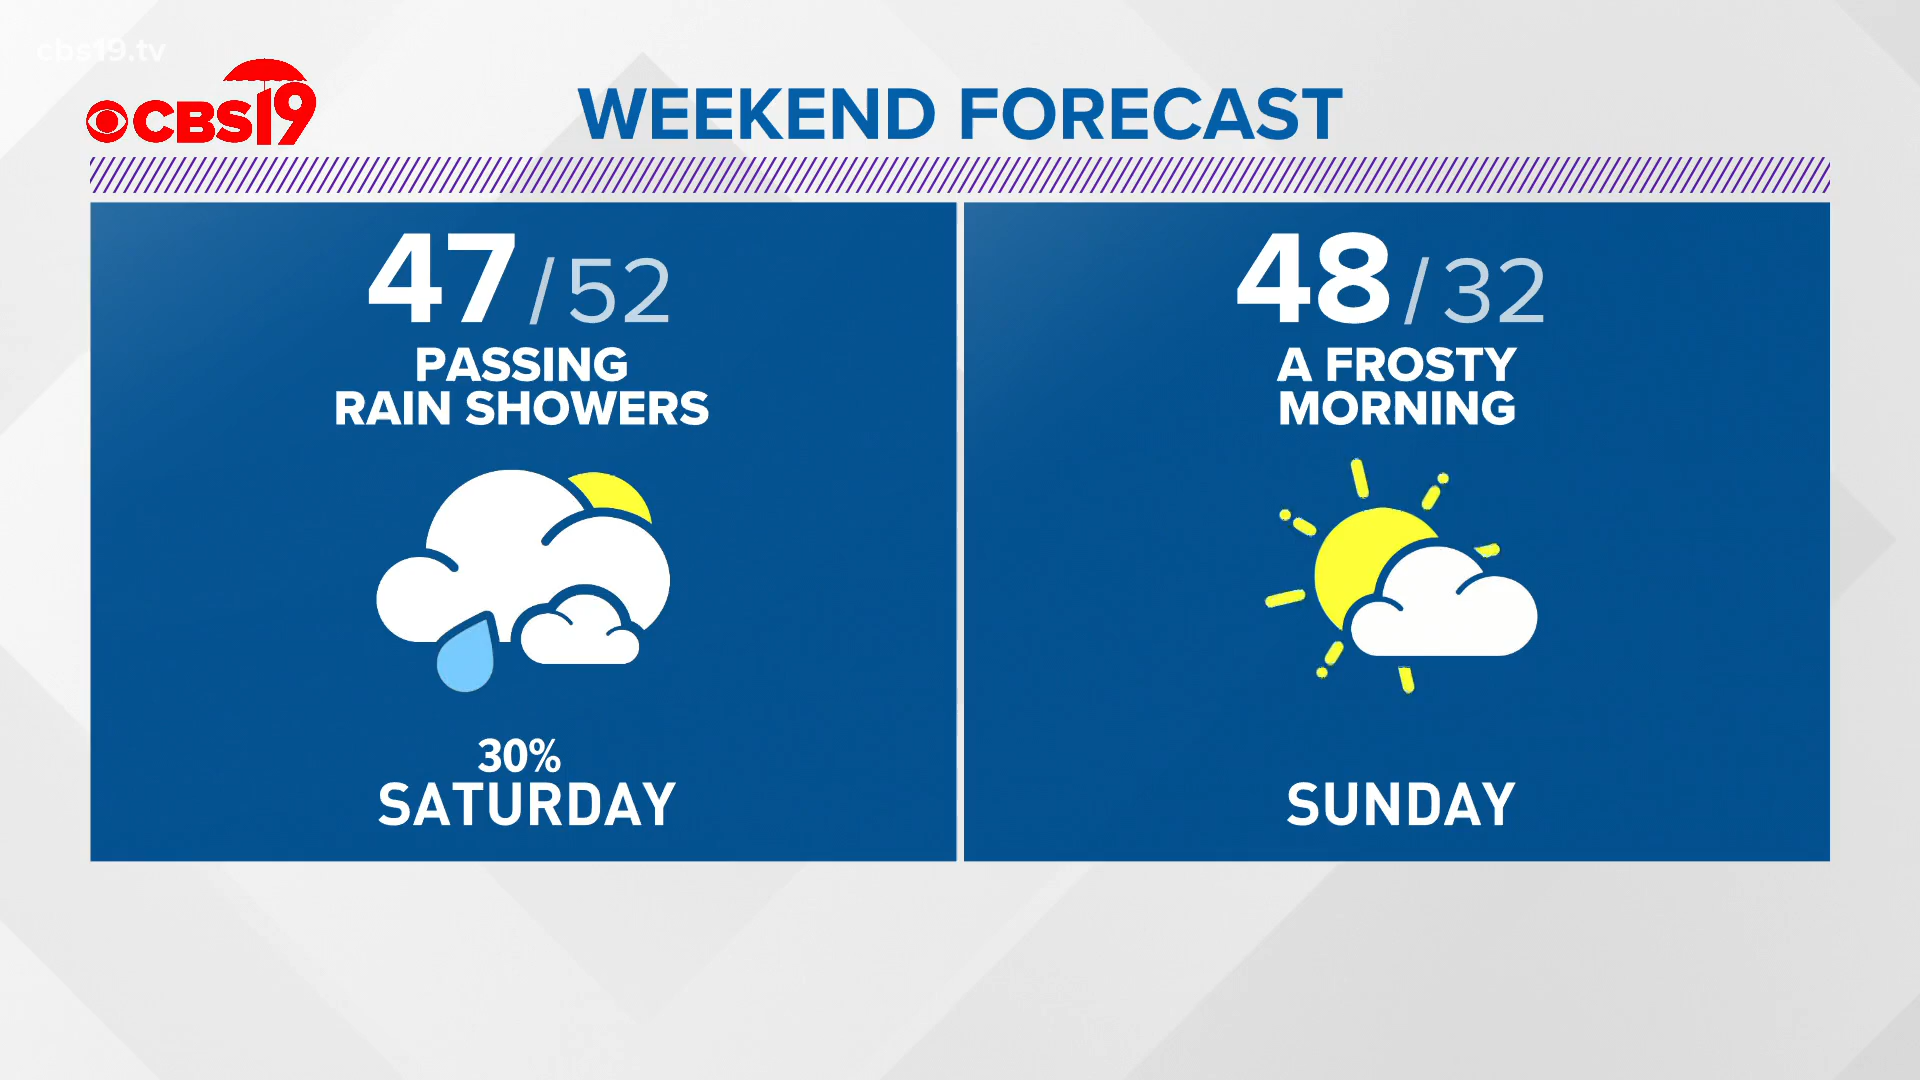 cbs19.tv
CBS19
WEEKEND FORECAST
47/52
PASSING
RAIN SHOWERS
30%
SATURDAY
48/32
A FROSTY
MORNING
SUNDAY